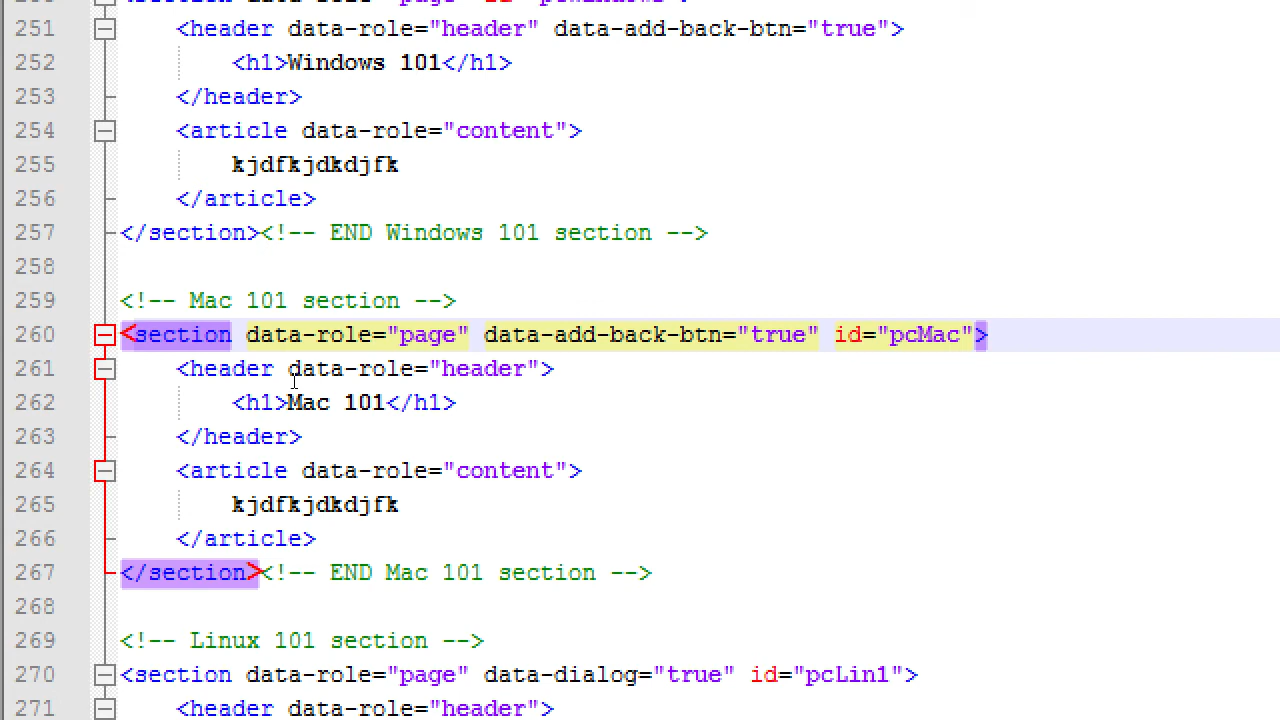 251 <header data-role="header" data-add-back-btn="true">
252 <h1>Windows 101</h1>
253 </header>
254 <article data-role="content">
255 kjdfkjdkdjfk
256 </article>
257 </section><!-- END Windows 101 section -->
258
259 <!-- Mac 101 section -->
260 <section data-role="page" data-add-back-btn="true" id="pcMac">
261 <header data-role="header">
262 <h1>Mac 101</h1>
263 </header>
264 <article data-role="content">
265 kjdfkjdkdjfk
266 </article>
267 </section><!-- END Mac 101 section -->
268
269 <!-- Linux 101 section -->
270 <section data-role="page" data-dialog="true" id="pcLin1">
271 <header data-role="header">